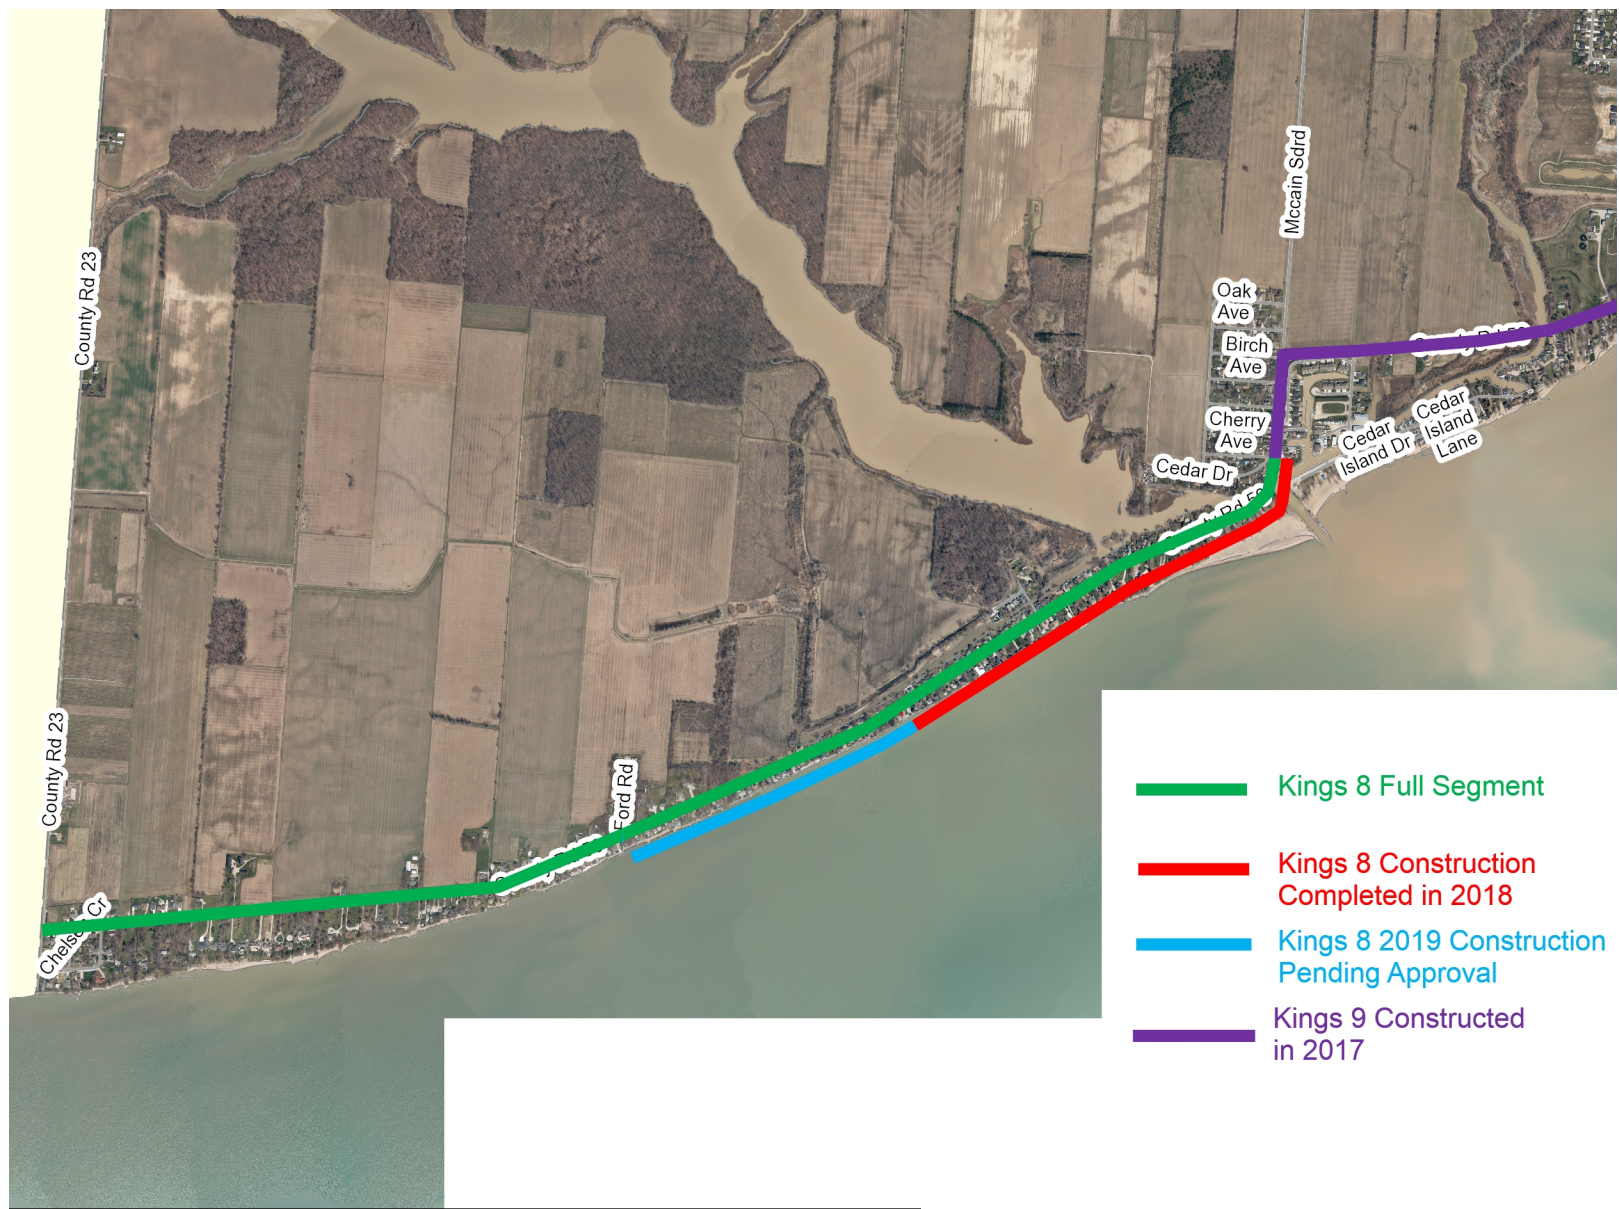 Mccain Sdrd
County Rd 23
Oak
Ave
Birch
Ave
Cherry
Ave
Cedar Dr
Cedar
Island Dr
Cedar
Island
Lane
County Rd 23
Ford Rd
Kings 8 Full Segment
Kings 8 Construction
Completed in 2018
Kings 8 2019 Construction
Pending Approval
Kings 9 Constructed
in 2017